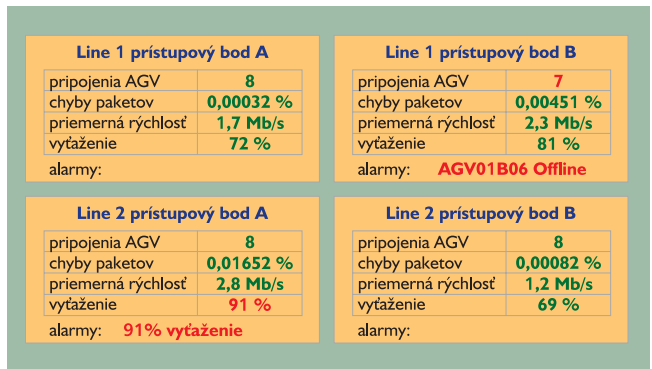 Line 1 prístupový bod A
pripojenia AGV 8
chyby paketov 0,00032 %
priemerná rýchlosť 1,7 Mb/s
vyťaženie 72 %
alarmy:
Line 1 prístupový bod B
pripojenia AGV 7
chyby paketov 0,00451 %
priemerná rýchlosť 2,3 Mb/s
vyťaženie 81 %
alarmy: AGV01B06 Offline
Line 2 prístupový bod A
pripojenia AGV 8
chyby paketov 0,01652 %
priemerná rýchlosť 2,8 Mb/s
vyťaženie 91 %
alarmy: 91% vyťaženie
Line 2 prístupový bod B
pripojenia AGV 8
chyby paketov 0,00082 %
priemerná rýchlosť 1,2 Mb/s
vyťaženie 69 %
alarmy: